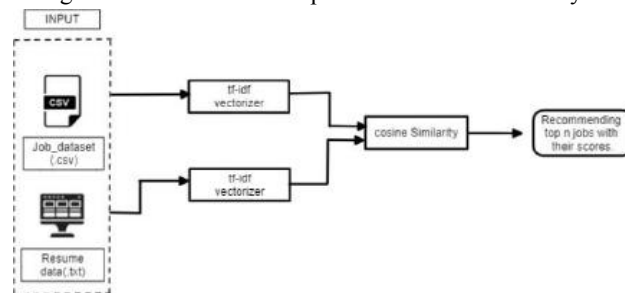 INPUT
CSV
Job_dataset
(.csv)
Resume
data(.txt)
tf-idf
vectorizer
tf-idf
vectorizer
cosine Similarity
Recommending
top n jobs with
their scores.